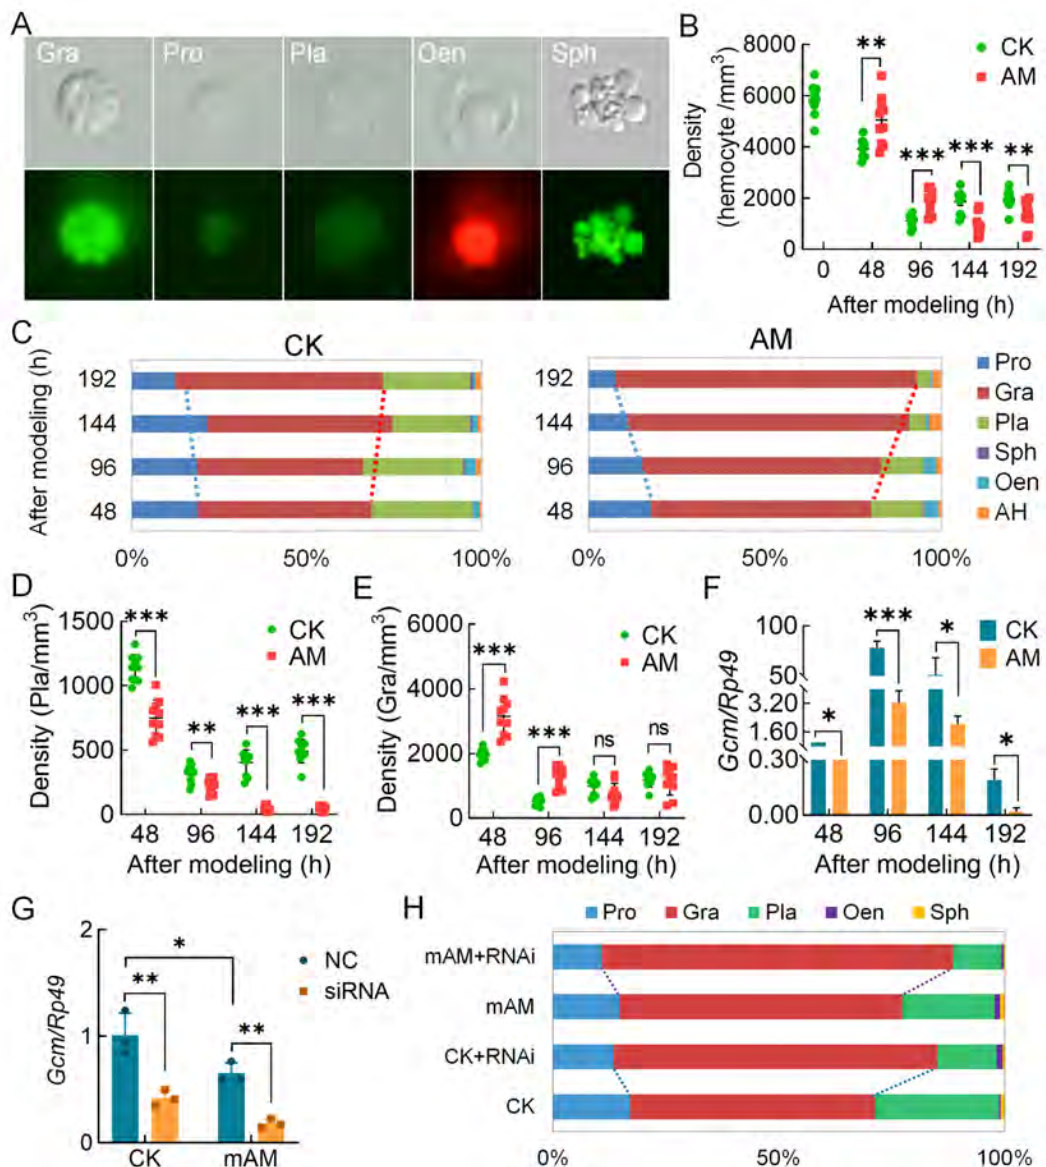 A
Gra Pro Pla Oen Sph
B
Density
(hemocyte /mm³)
8000
6000
4000
2000
0
CK
AM
** *** *** **
0 48 96 144 192
After modeling (h)
C
CK
AM
After modeling (h)
192
144
96
48
0% 50% 100%
192
144
96
48
0% 50% 100%
Pro
Gra
Pla
Sph
Oen
AH
D
Density (Pla/mm³)
1500
1000
500
0
CK
AM
*** ** *** ***
48 96 144 192
After modeling (h)
E
Density (Gra/mm³)
6000
4000
2000
0
CK
AM
*** *** ns ns
48 96 144 192
After modeling (h)
F
Gcm/Rp49
100
50
3.20
1.60
0.30
0.00
CK
AM
* *** * *
48 96 144 192
After modeling (h)
G
Gcm/Rp49
2
1
0
NC
siRNA
* ** **
CK mAM
H
Pro Gra Pla Oen Sph
mAM+RNAi
mAM
CK+RNAi
CK
0% 50% 100%